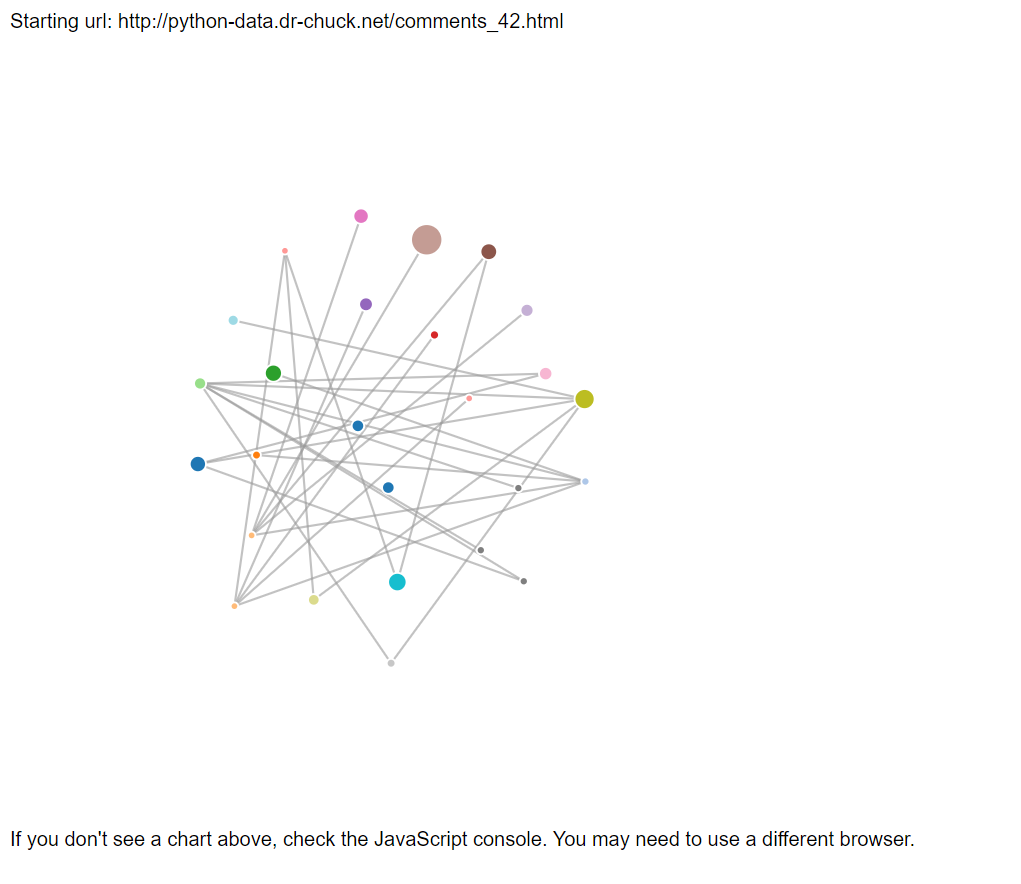 Starting url: http://python-data.dr-chuck.net/comments_42.html
If you don't see a chart above, check the JavaScript console. You may need to use a different browser.